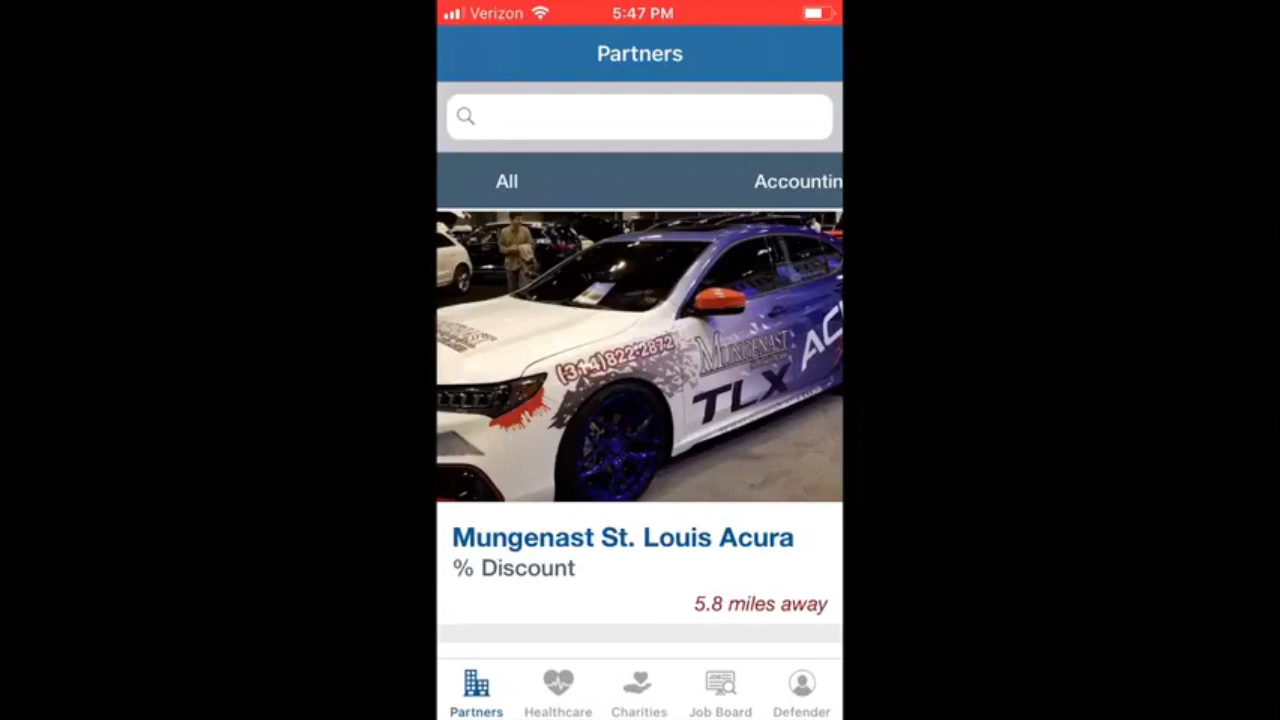 Verizon 5:47 PM
Partners
All Accountin
(314)822-2872
MUNGENAST
TLX
AC
Mungenast St. Louis Acura
% Discount
5.8 miles away
Partners Healthcare Charities Job Board Defender